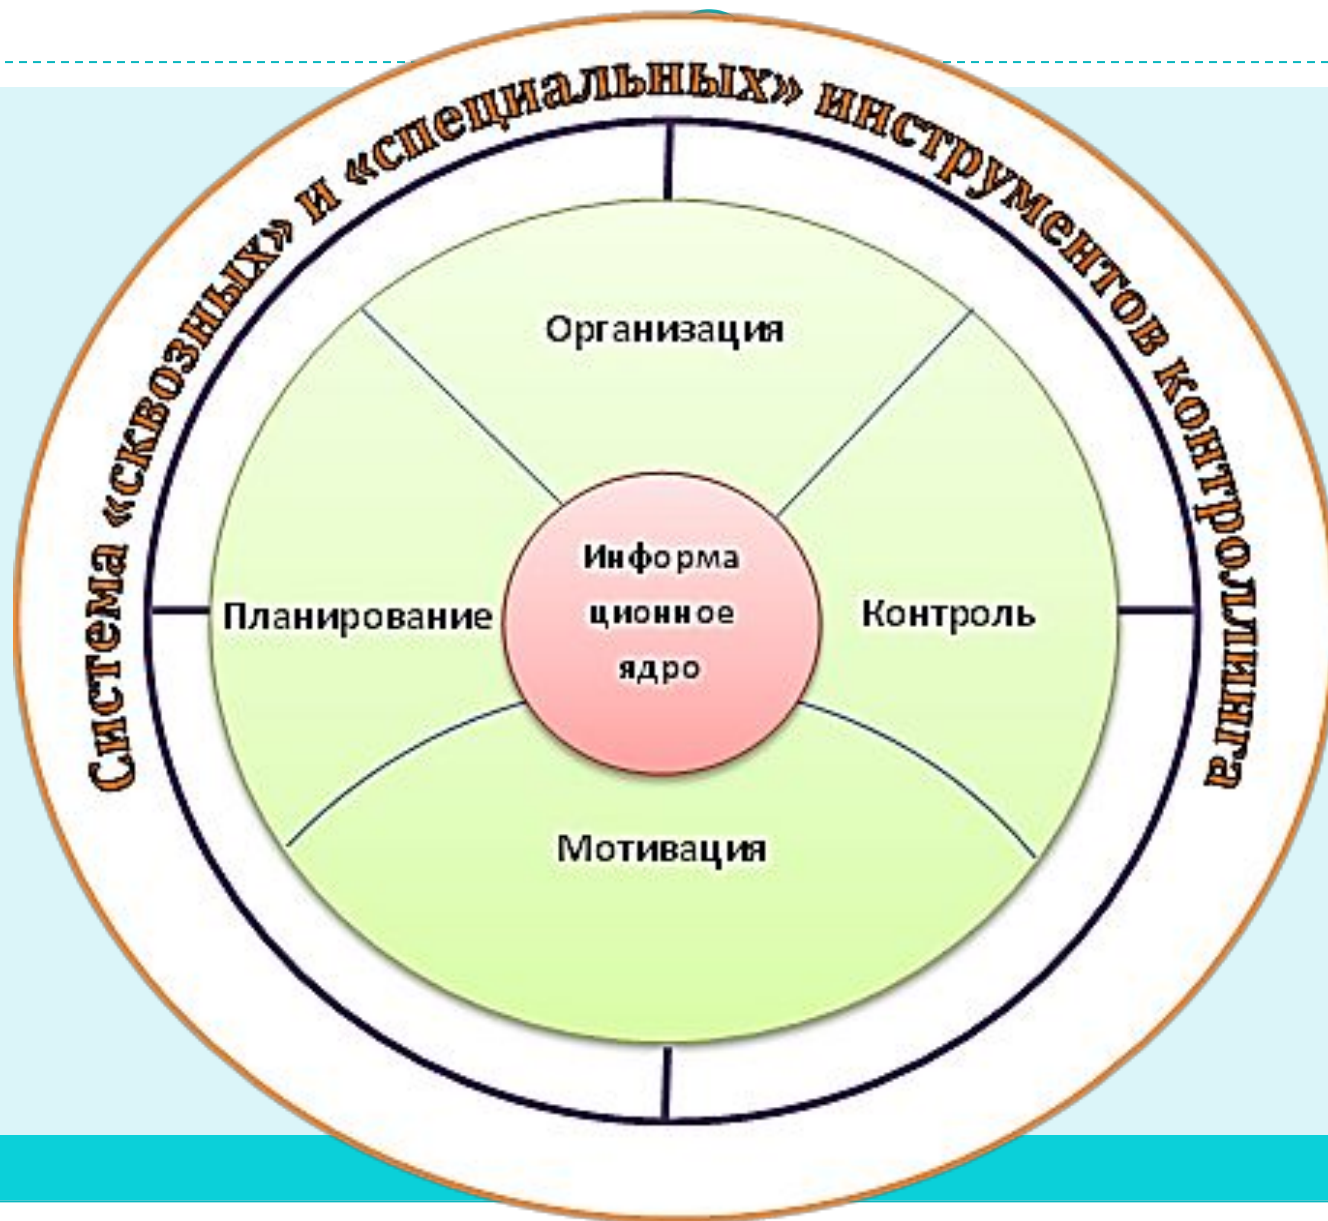 Система «сквозных» и «специальных» инструментов контроллинга
Организация
Информа
ционное
ядро
Планирование
Контроль
Мотивация